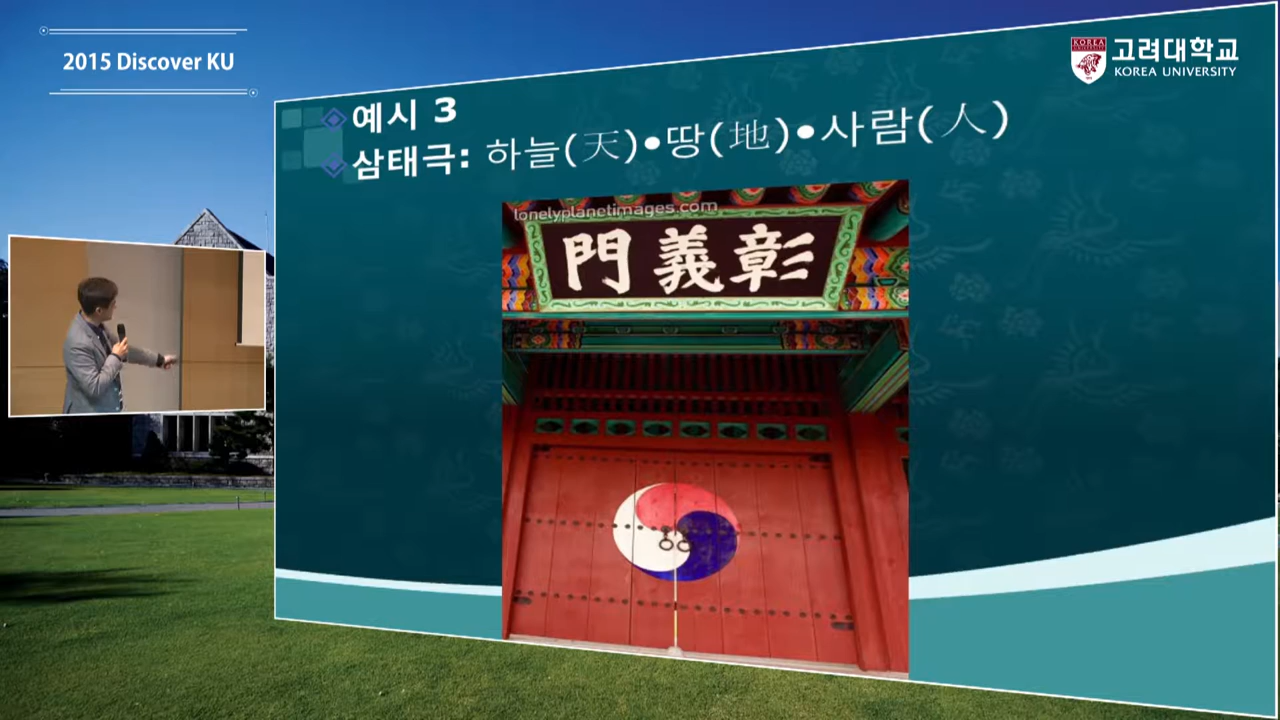 2015 Discover KU
고려대학교
KOREA
KOREA UNIVERSITY
예시 3
삼태극: 하늘(天)•땅(地)•사람(人)
lonelyplanetimages.com
門義彰